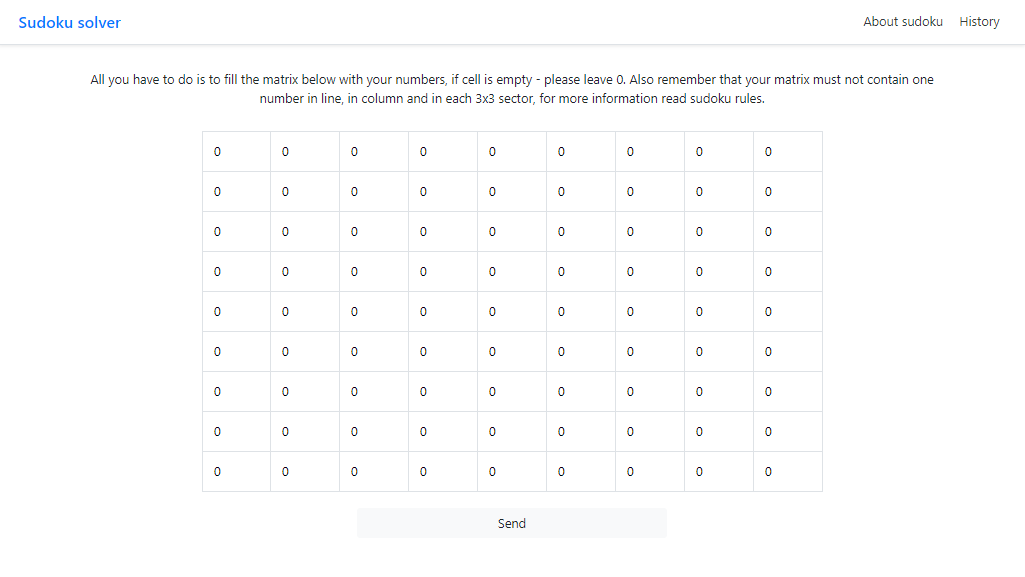 Sudoku solver About sudoku History
All you have to do is to fill the matrix below with your numbers, if cell is empty - please leave 0. Also remember that your matrix must not contain one
number in line, in column and in each 3x3 sector, for more information read sudoku rules.
0 0 0 0 0 0 0 0 0
0 0 0 0 0 0 0 0 0
0 0 0 0 0 0 0 0 0
0 0 0 0 0 0 0 0 0
0 0 0 0 0 0 0 0 0
0 0 0 0 0 0 0 0 0
0 0 0 0 0 0 0 0 0
0 0 0 0 0 0 0 0 0
0 0 0 0 0 0 0 0 0
Send